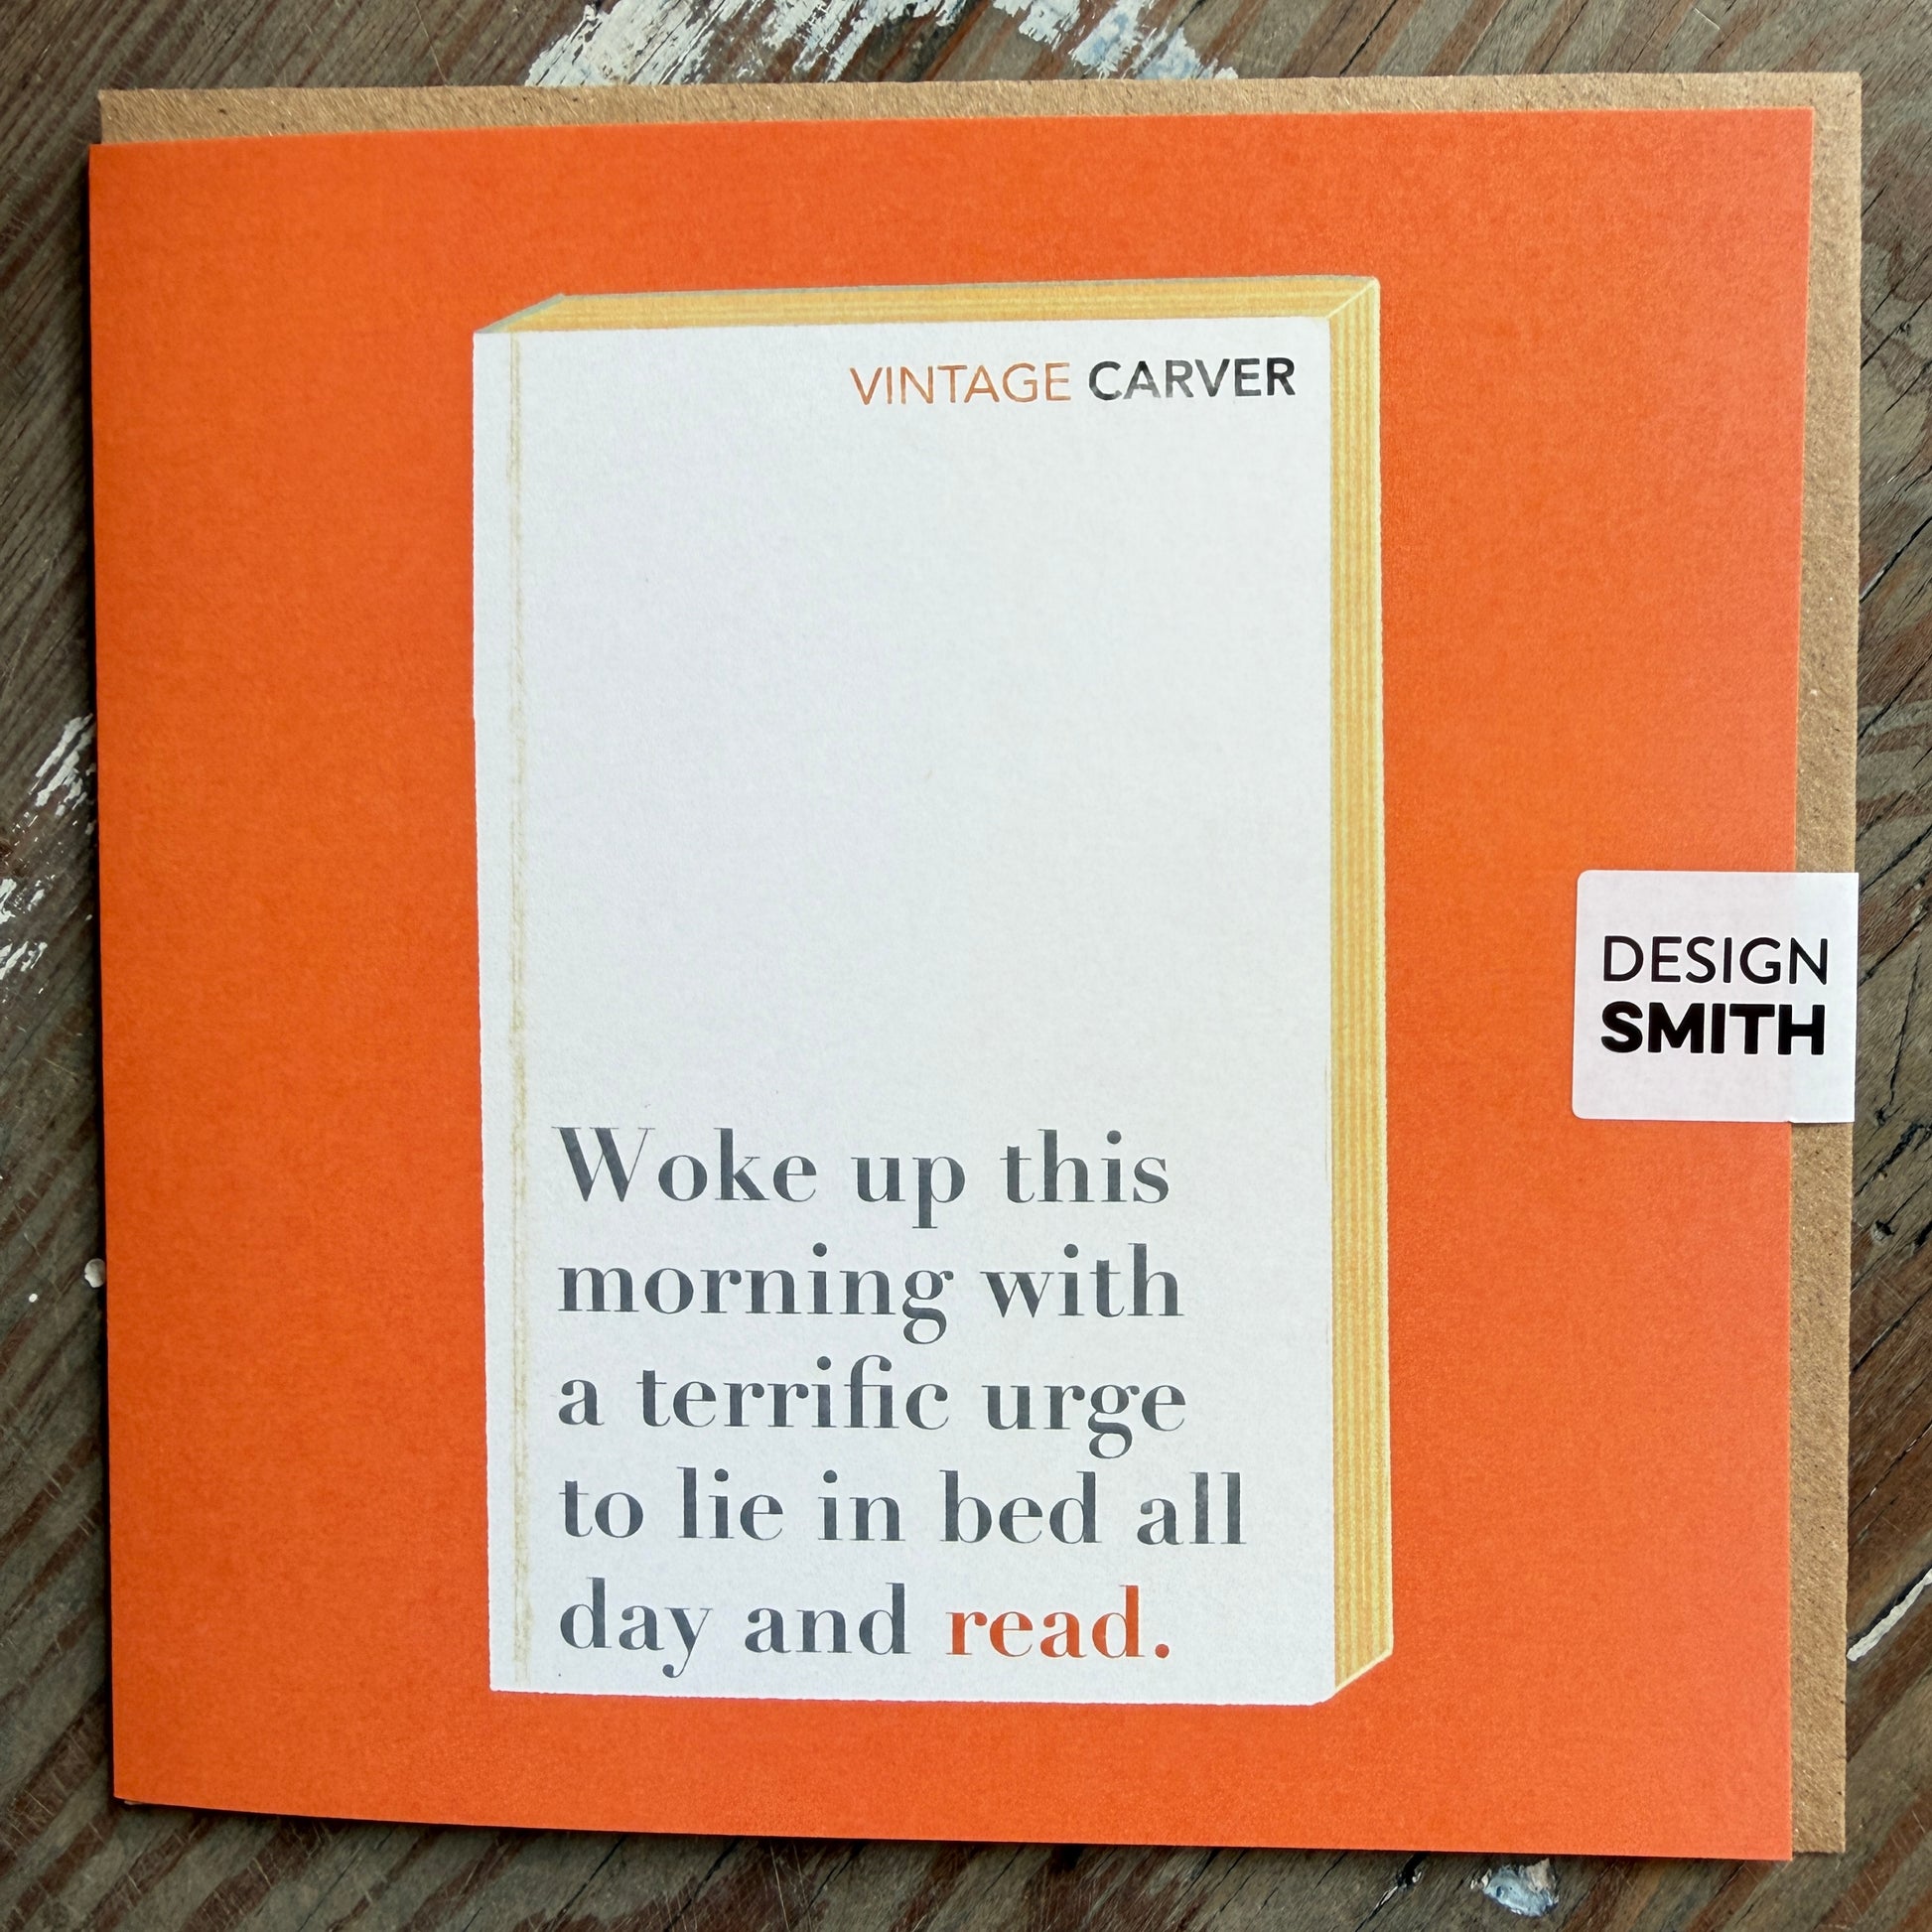 VINTAGE CARVER
DESIGN
SMITH
Woke up this
morning with
a terrific urge
to lie in bed all
day and read.